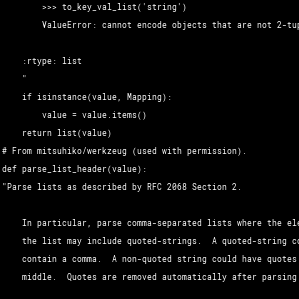 >>> to_key_val_list('string')
ValueError: cannot encode objects that are not 2-tup
:rtype: list
"
if isinstance(value, Mapping):
value = value.items()
return list(value)
# From mitsuhiko/werkzeug (used with permission).
def parse_list_header(value):
"Parse lists as described by RFC 2068 Section 2.
In particular, parse comma-separated lists where the ele
the list may include quoted-strings.  A quoted-string co
contain a comma.  A non-quoted string could have quotes
middle.  Quotes are removed automatically after parsing